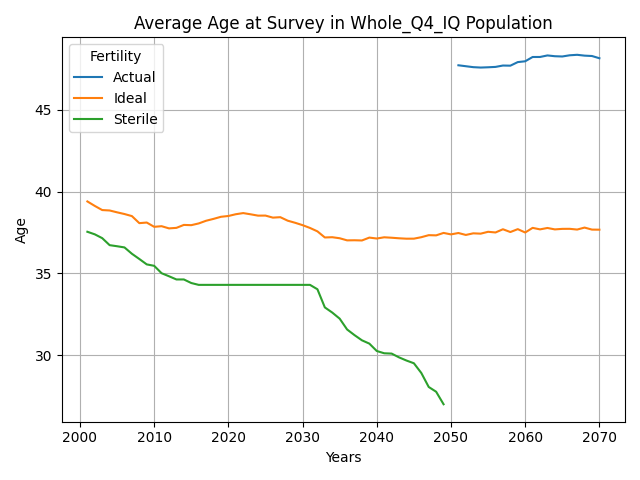 Average Age at Survey in Whole_Q4_IQ Population
Fertility
Actual
Ideal
Sterile
Age
45
40
35
30
2000 2010 2020 2030 2040 2050 2060 2070
Years